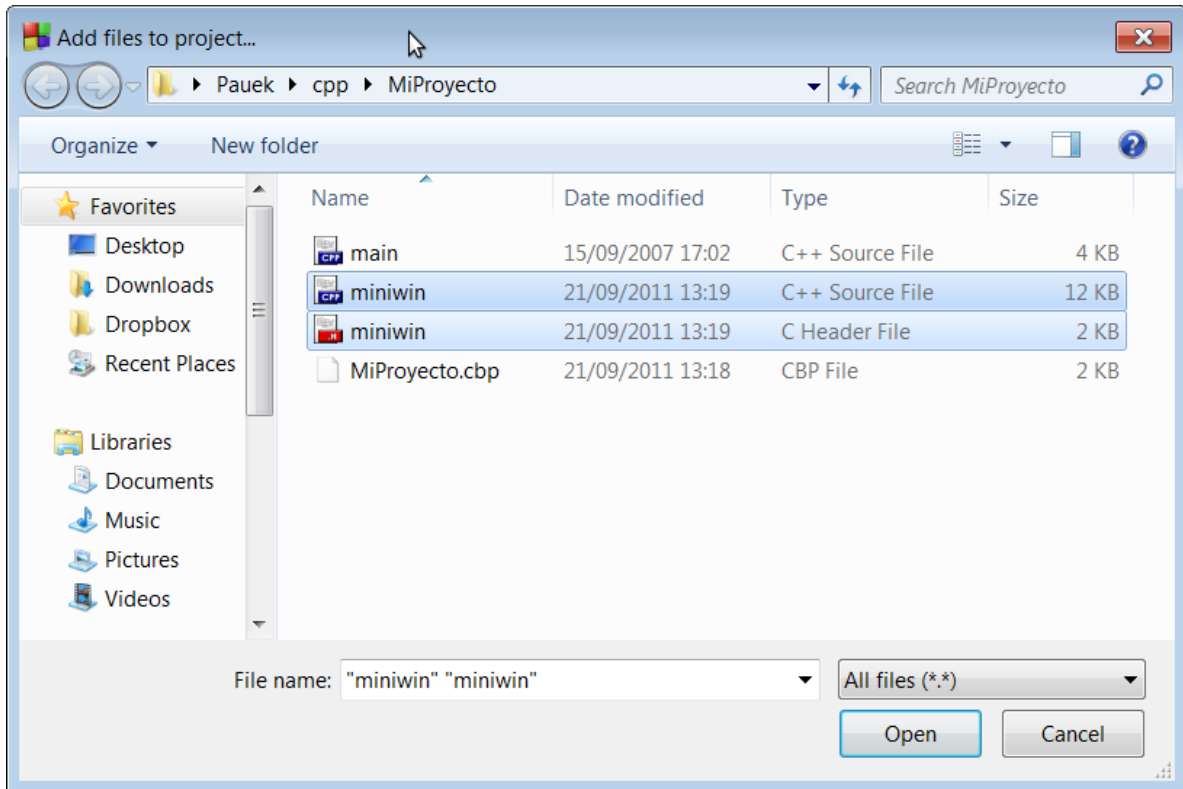 Add files to project...
Pauek cpp MiProyecto Search MiProyecto
Organize New folder
Favorites
Desktop
Downloads
Dropbox
Recent Places
Libraries
Documents
Music
Pictures
Videos
Name Date modified Type Size
main 15/09/2007 17:02 C++ Source File 4 KB
miniwin 21/09/2011 13:19 C++ Source File 12 KB
miniwin 21/09/2011 13:19 C Header File 2 KB
MiProyecto.cbp 21/09/2011 13:18 CBP File 2 KB
File name: "miniwin" "miniwin" All files (*.*)
Open Cancel